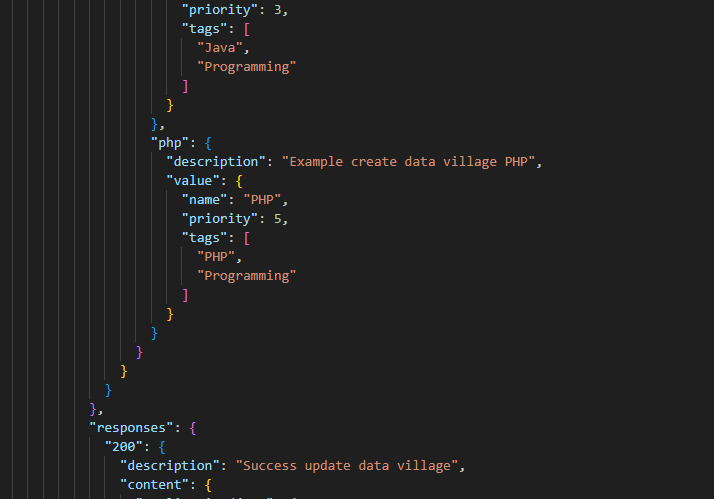 "priority": 3,
"tags": [
"Java",
"Programming"
]
}
},
"php": {
"description": "Example create data village PHP",
"value": {
"name": "PHP",
"priority": 5,
"tags": [
"PHP",
"Programming"
]
}
}
}
}
}
},
"responses": {
"200": {
"description": "Success update data village",
"content": {